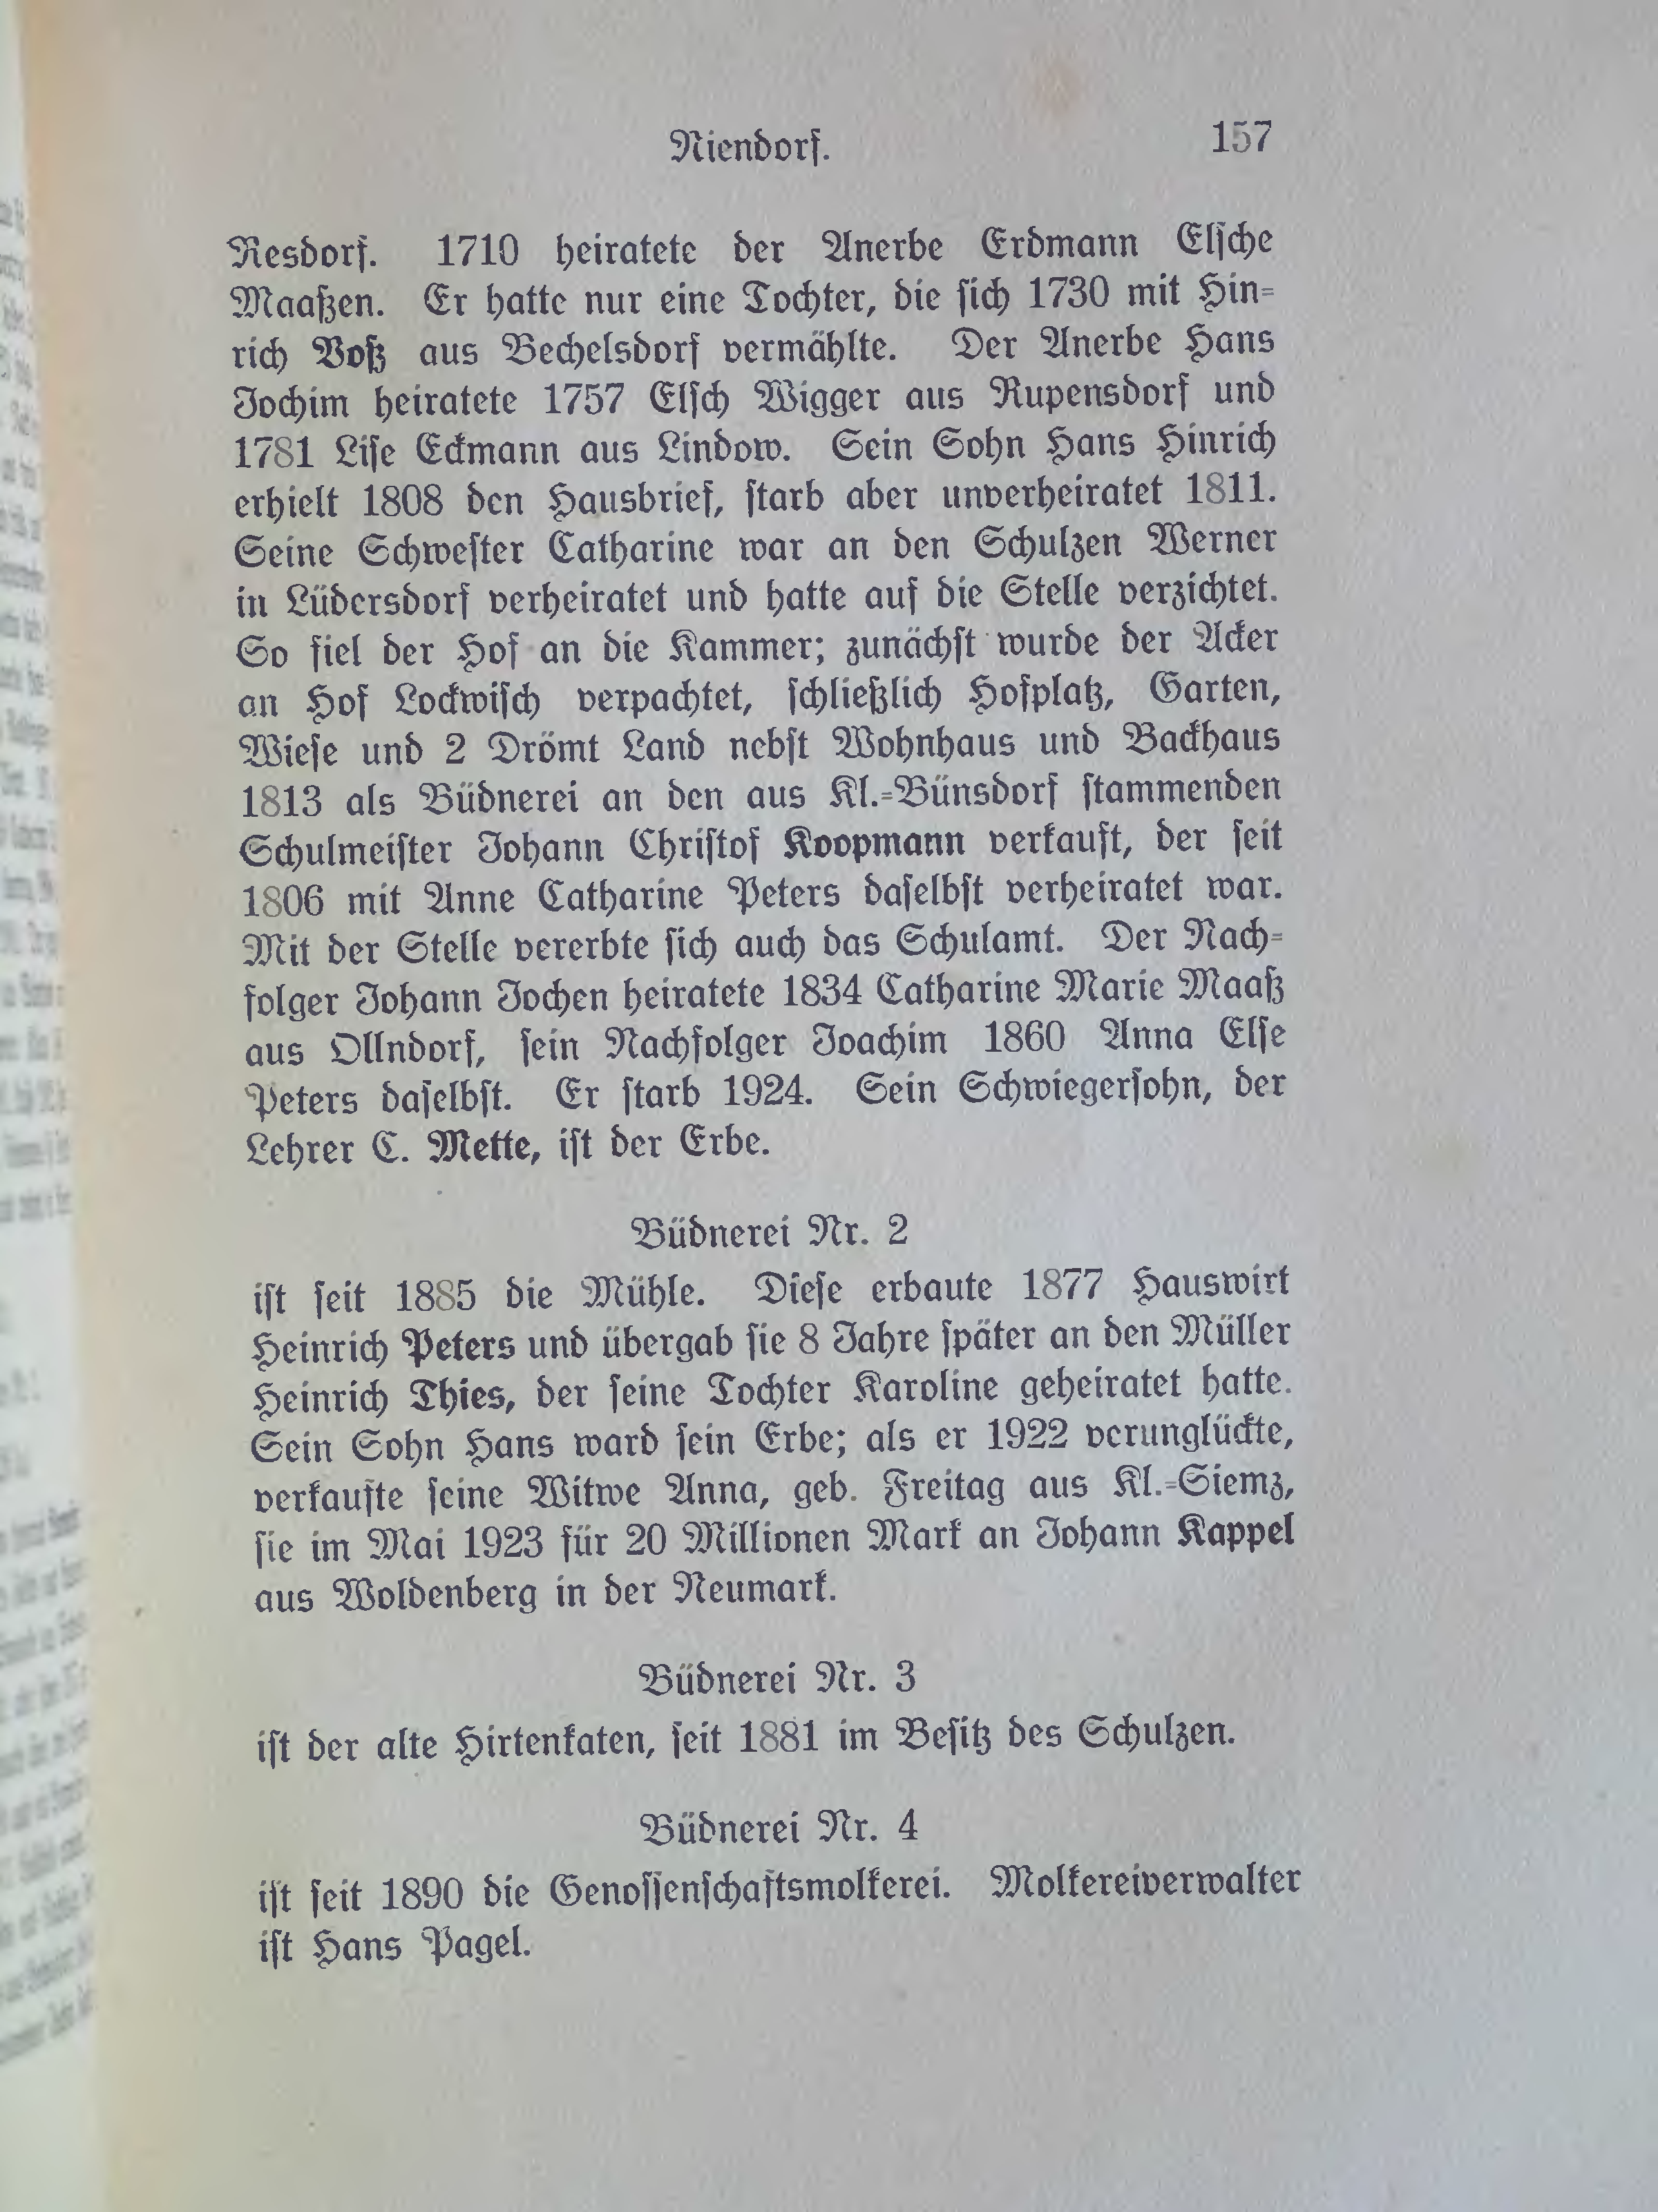 Niendorf. 157
Resdorf. 1710 heiratete der Anerbe Erdmann Elsche
Maaßen. Er hatte nur eine Tochter, die sich 1730 mit Hin-
rich Voß aus Bechelsdorf vermählte. Der Anerbe Hans
Jochim heiratete 1757 Elsch Wigger aus Rupensdorf und
1781 Lise Eckmann aus Lindow. Sein Sohn Hans Hinrich
erhielt 1808 den Hausbrief, starb aber unverheiratet 1811.
Seine Schwester Catharine war an den Schulzen Werner
in Lüdersdorf verheiratet und hatte auf die Stelle verzichtet.
So fiel der Hof an die Kammer; zunächst wurde der Acker
an Hof Lockwisch verpachtet, schließlich Hofplatz, Garten,
Wiese und 2 Drömt Land nebst Wohnhaus und Backhaus
1813 als Büdnerei an den aus Kl.-Bünsdorf stammenden
Schulmeister Johann Christof Koopmann verkauft, der seit
1806 mit Anne Catharine Peters daselbst verheiratet war.
Mit der Stelle vererbte sich auch das Schulamt. Der Nach-
folger Johann Jochen heiratete 1834 Catharine Marie Maaß
aus Ollndorf, sein Nachfolger Joachim 1860 Anna Else
Peters daselbst. Er starb 1924. Sein Schwiegersohn, der
Lehrer C. Mette, ist der Erbe.
Büdnerei Nr. 2
ist seit 1885 die Mühle. Diese erbaute 1877 Hauswirt
Heinrich Peters und übergab sie 8 Jahre später an den Müller
Heinrich Thies, der seine Tochter Karoline geheiratet hatte.
Sein Sohn Hans ward sein Erbe; als er 1922 verunglückte,
verkaufte seine Witwe Anna, geb. Freitag aus Kl.-Siemz,
sie im Mai 1923 für 20 Millionen Mark an Johann Kappel
aus Woldenberg in der Neumark.
Büdnerei Nr. 3
ist der alte Hirtenkaten, seit 1881 im Besitz des Schulzen.
Büdnerei Nr. 4
ist seit 1890 die Genossenschaftsmolkerei. Molkereiverwalter
ist Hans Pagel.